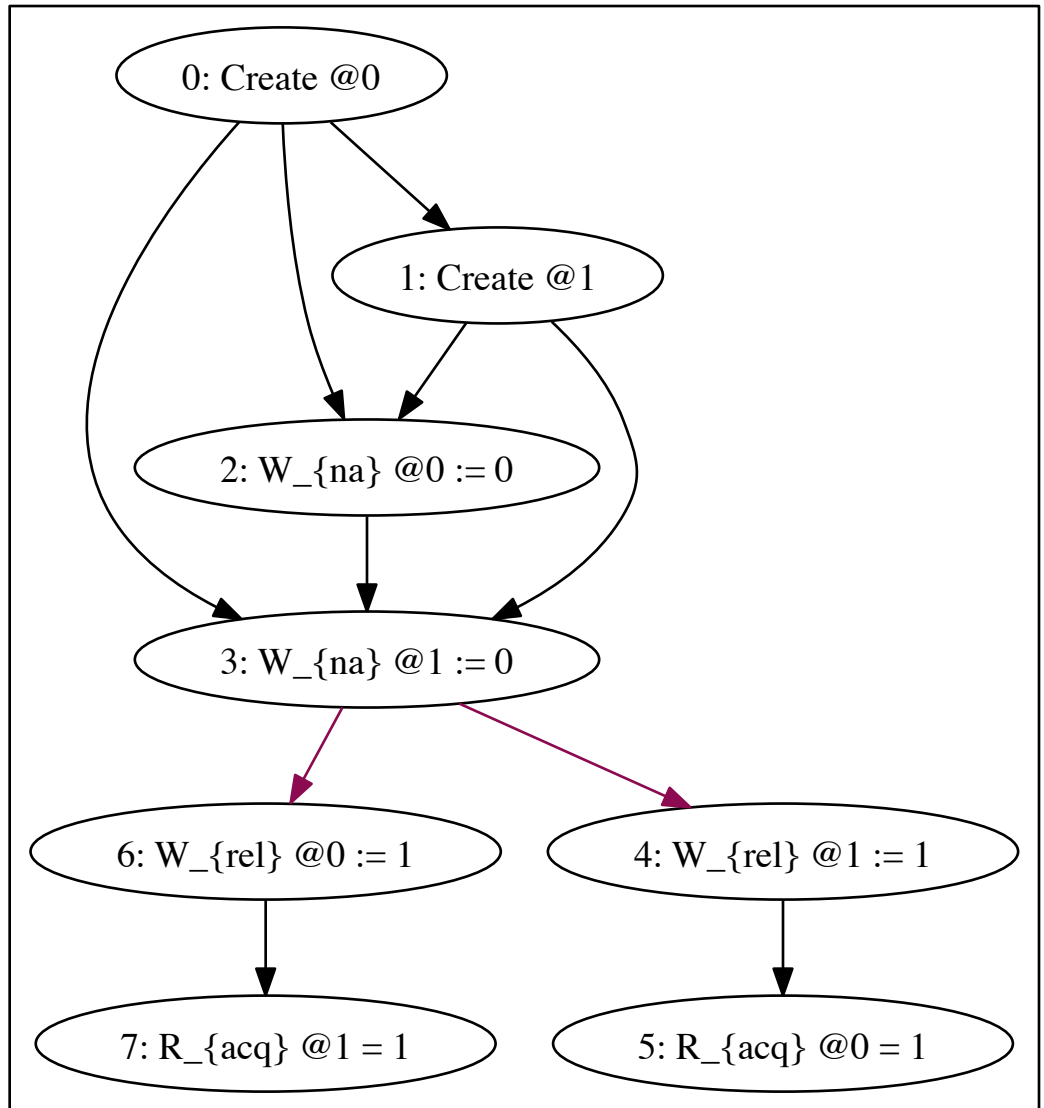 0: Create @0
1: Create @1
2: W_{na} @0 := 0
3: W_{na} @1 := 0
6: W_{rel} @0 := 1
4: W_{rel} @1 := 1
7: R_{acq} @1 = 1
5: R_{acq} @0 = 1